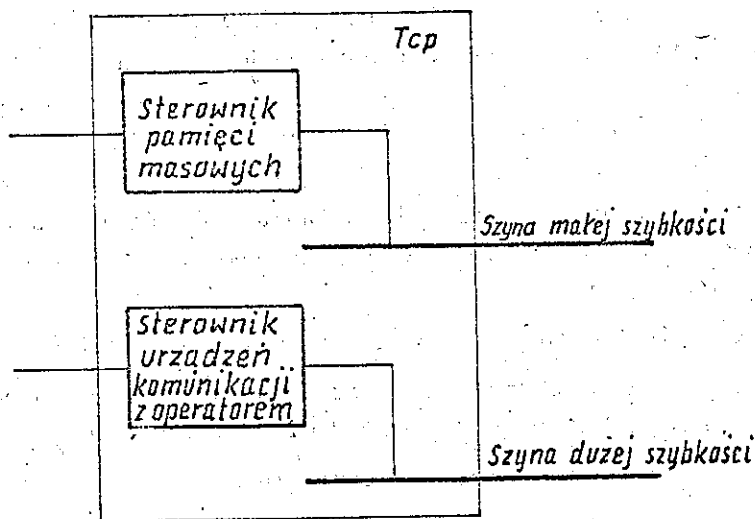 Tcp
Sterownik
pamięci
masowych
Szyna małej szybkości
Sterownik
urządzeń
komunikacji
z operatorem
Szyna dużej szybkości